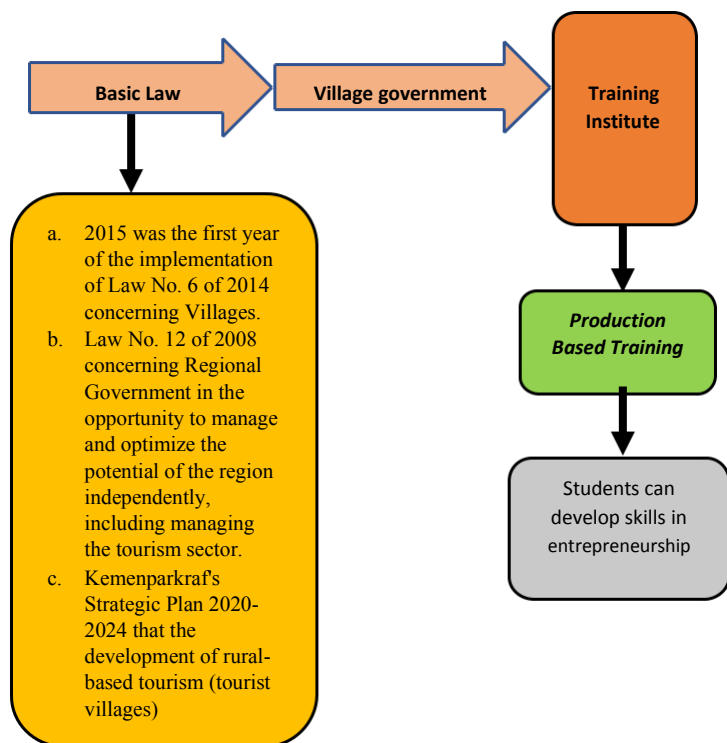 Basic Law
Village government
Training
Institute
a. 2015 was the first year
of the implementation
of Law No. 6 of 2014
concerning Villages.
b. Law No. 12 of 2008
concerning Regional
Government in the
opportunity to manage
and optimize the
potential of the region
independently,
including managing
the tourism sector.
c. Kemenparkraf's
Strategic Plan 2020-
2024 that the
development of rural-
based tourism (tourist
villages)
Production
Based Training
Students can
develop skills in
entrepreneurship